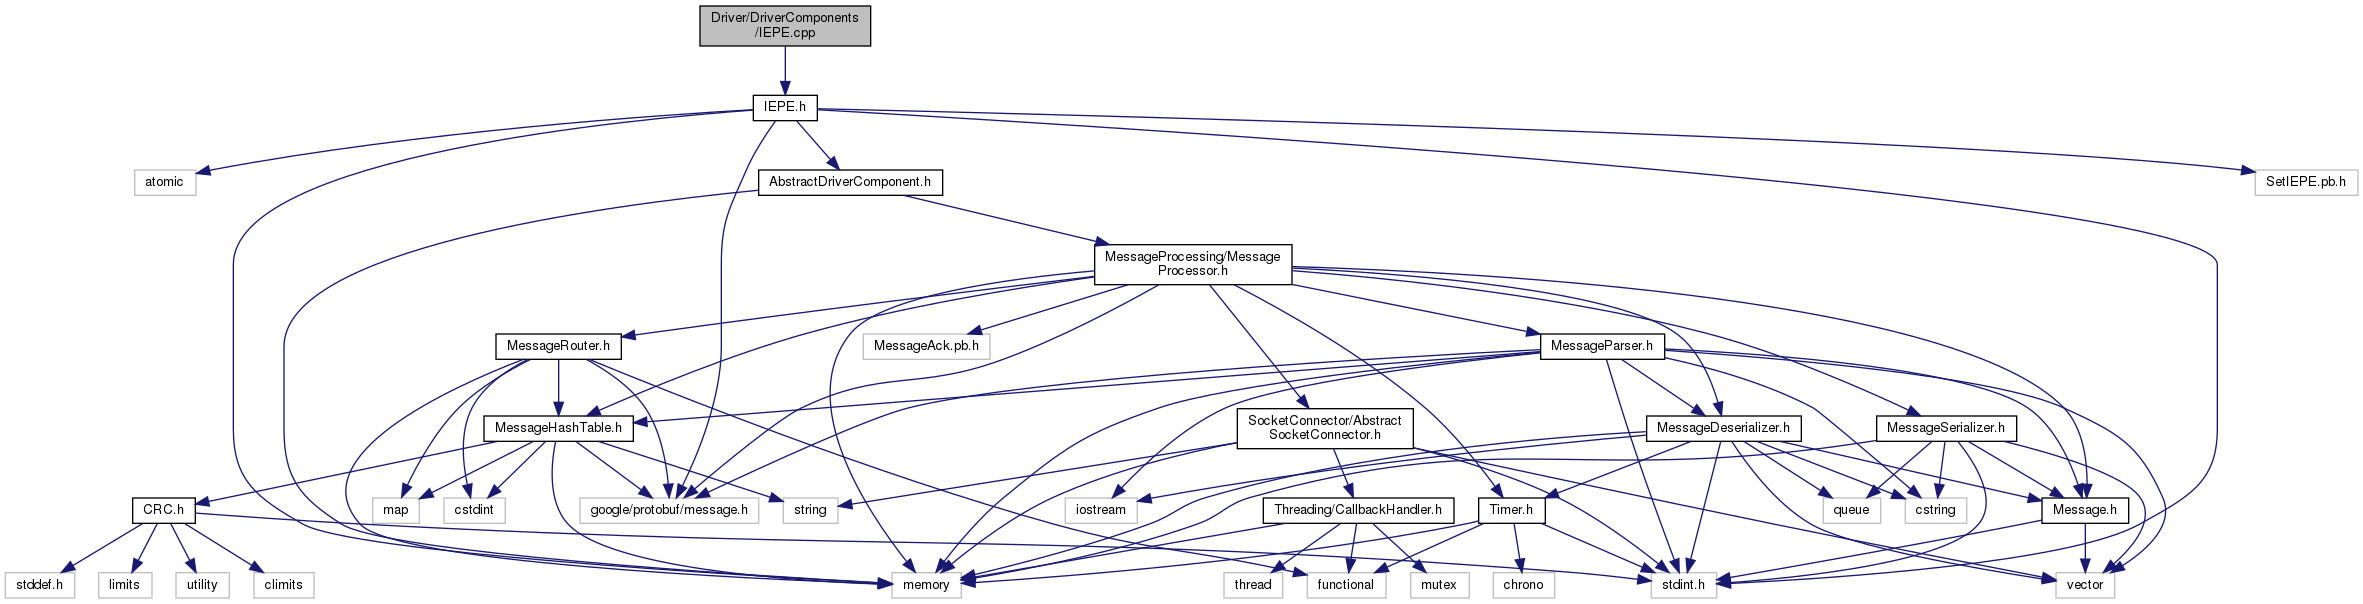 Driver/DriverComponents
/IEPE.cpp
IEPE.h
atomic
AbstractDriverComponent.h
SetIEPE.pb.h
MessageProcessing/Message
Processor.h
MessageRouter.h
MessageAck.pb.h
MessageParser.h
MessageHashTable.h
SocketConnector/Abstract
SocketConnector.h
MessageDeserializer.h
MessageSerializer.h
CRC.h
map
cstdint
google/protobuf/message.h
string
iostream
Threading/CallbackHandler.h
Timer.h
queue
cstring
Message.h
stddef.h
limits
utility
climits
memory
thread
functional
mutex
chrono
stdint.h
vector